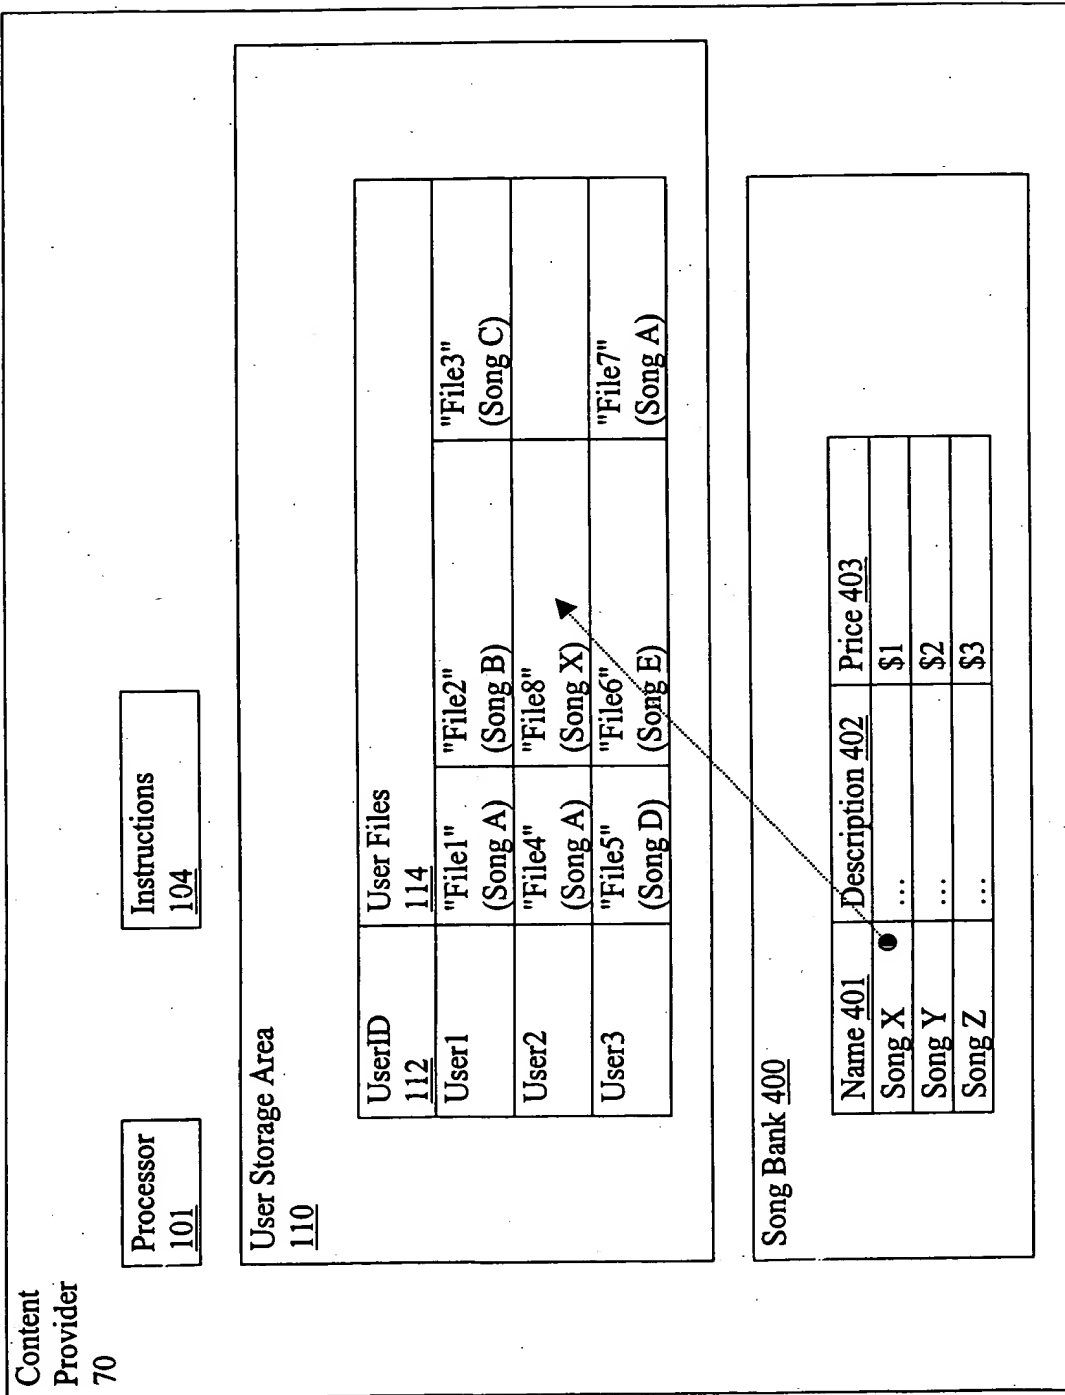 Content
Provider
70
Processor
101
Instructions
104
User Storage Area
110
UserID
112
User Files
114
User1
"File1"
(Song A)
"File2"
(Song B)
"File3"
(Song C)
User2
"File4"
(Song A)
"File8"
(Song X)
User3
"File5"
(Song D)
"File6"
(Song E)
"File7"
(Song A)
Song Bank 400
Name 401 Description 402 Price 403
Song X ... $1
Song Y ... $2
Song Z ... $3